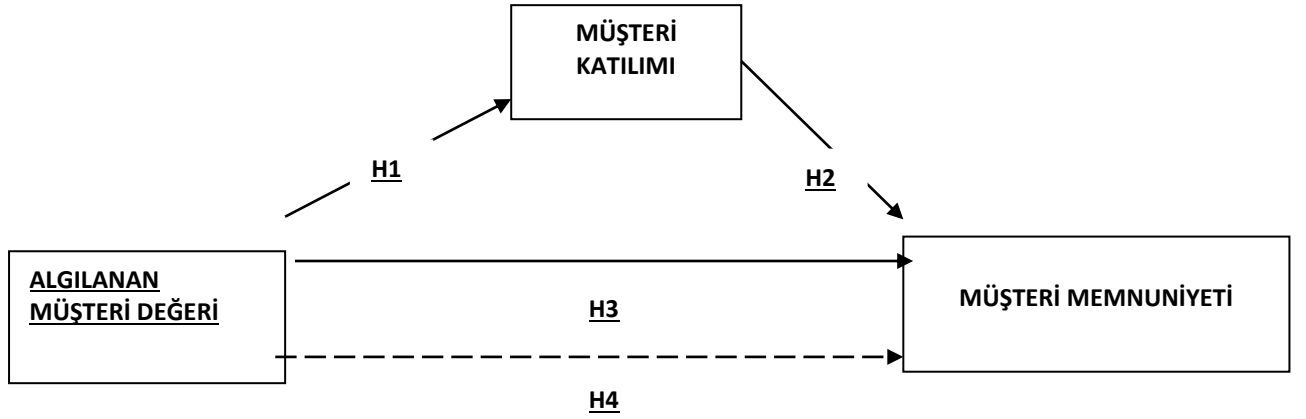 MÜŞTERİ
KATILIMI
H1
H2
ALGILANAN
MÜŞTERİ DEĞERİ
MÜŞTERİ MEMNUNİYETİ
H3
H4